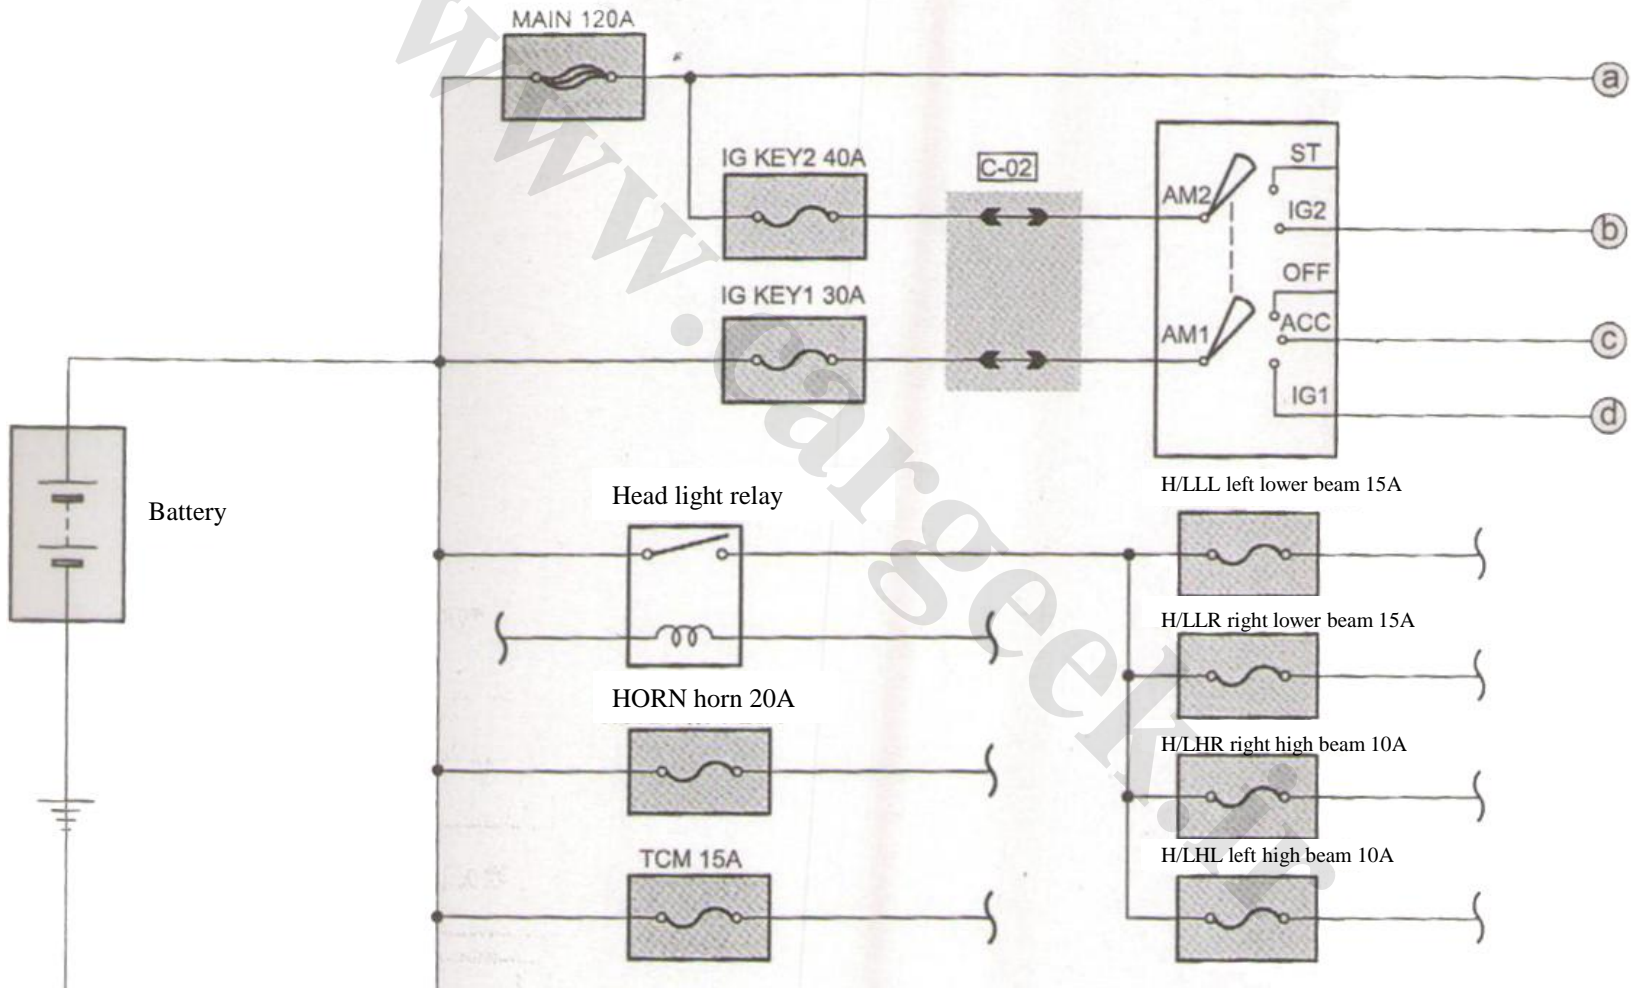 MAIN 120A
a
IG KEY2 40A
C-02
ST
AM2
IG2
b
OFF
IG KEY1 30A
AM1
ACC
c
IG1
d
Battery
Head light relay
H/LLL left lower beam 15A
H/LLR right lower beam 15A
HORN horn 20A
H/LHR right high beam 10A
TCM 15A
H/LHL left high beam 10A
www.cargeek.ir